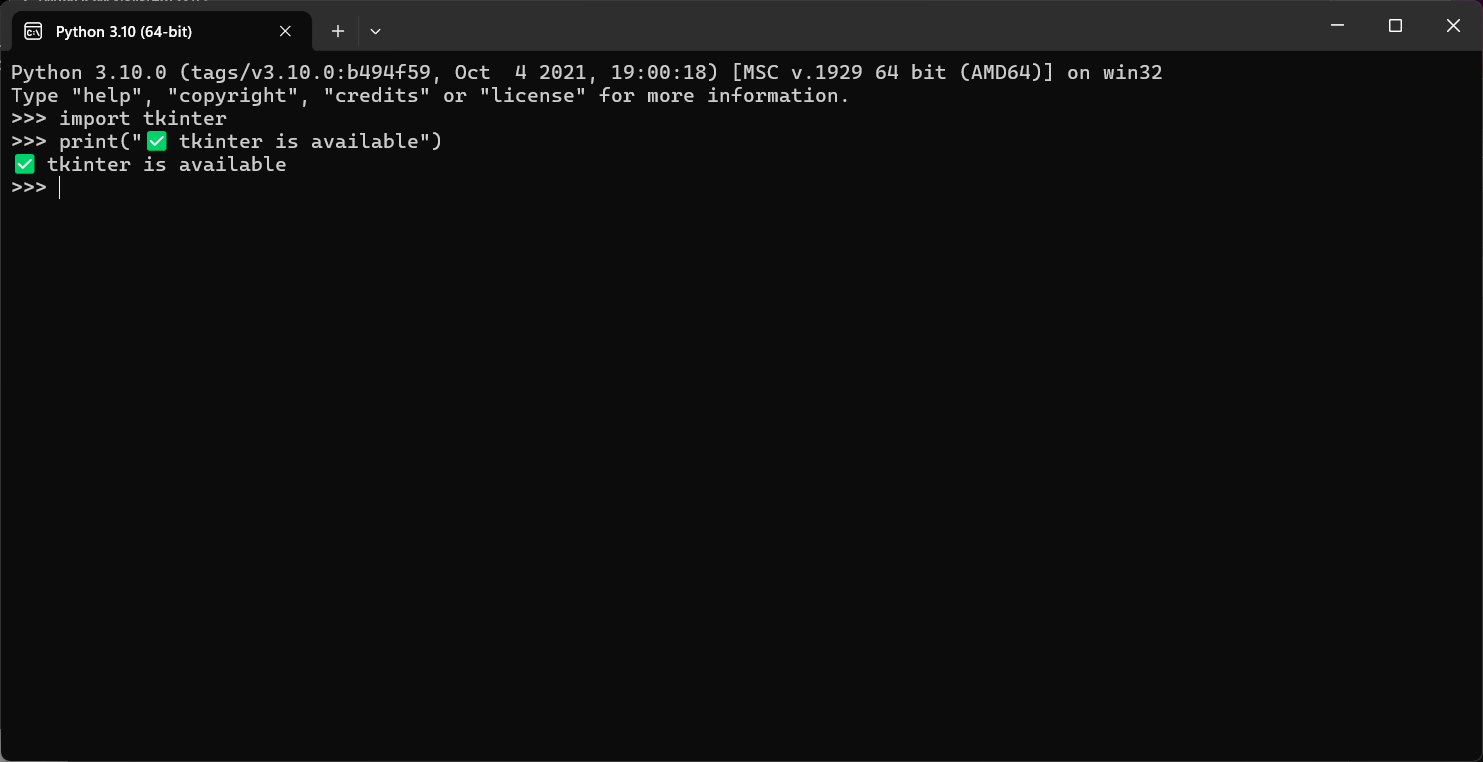 Python 3.10 (64-bit)
Python 3.10.0 (tags/v3.10.0:b494f59, Oct  4 2021, 19:00:18) [MSC v.1929 64 bit (AMD64)] on win32
Type "help", "copyright", "credits" or "license" for more information.
>>> import tkinter
>>> print("✅ tkinter is available")
✅ tkinter is available
>>>